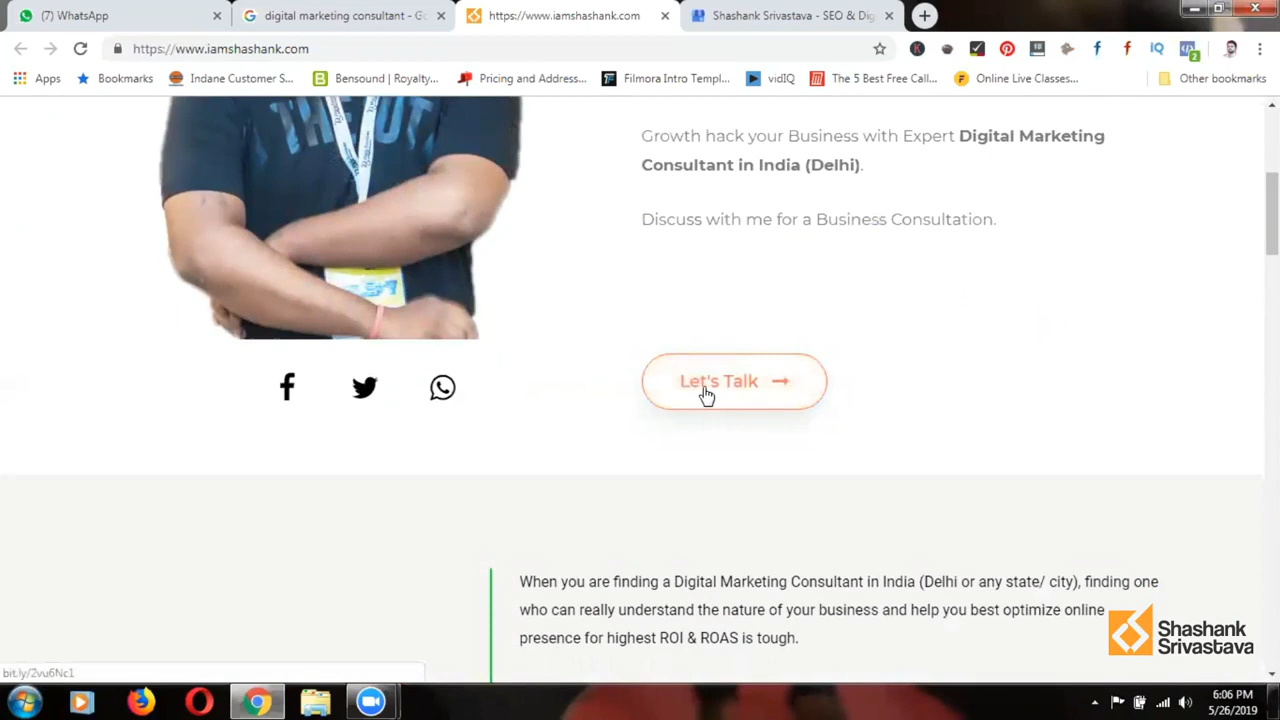 (7) WhatsApp
digital marketing consultant - Go
https://www.iamshashank.com
Shashank Srivastava - SEO & Dig
https://www.iamshashank.com
Apps
Bookmarks
Indane Customer S...
Bensound | Royalty...
Pricing and Address...
Filmora Intro Templ...
vidIQ
The 5 Best Free Call...
Online Live Classes...
Other bookmarks
Growth hack your Business with Expert Digital Marketing
Consultant in India (Delhi).
Discuss with me for a Business Consultation.
Let's Talk
When you are finding a Digital Marketing Consultant in India (Delhi or any state/ city), finding one
who can really understand the nature of your business and help you best optimize online
presence for highest ROI & ROAS is tough.
Shashank
Srivastava
bit.ly/2vu6Nc1
6:06 PM
5/26/2019